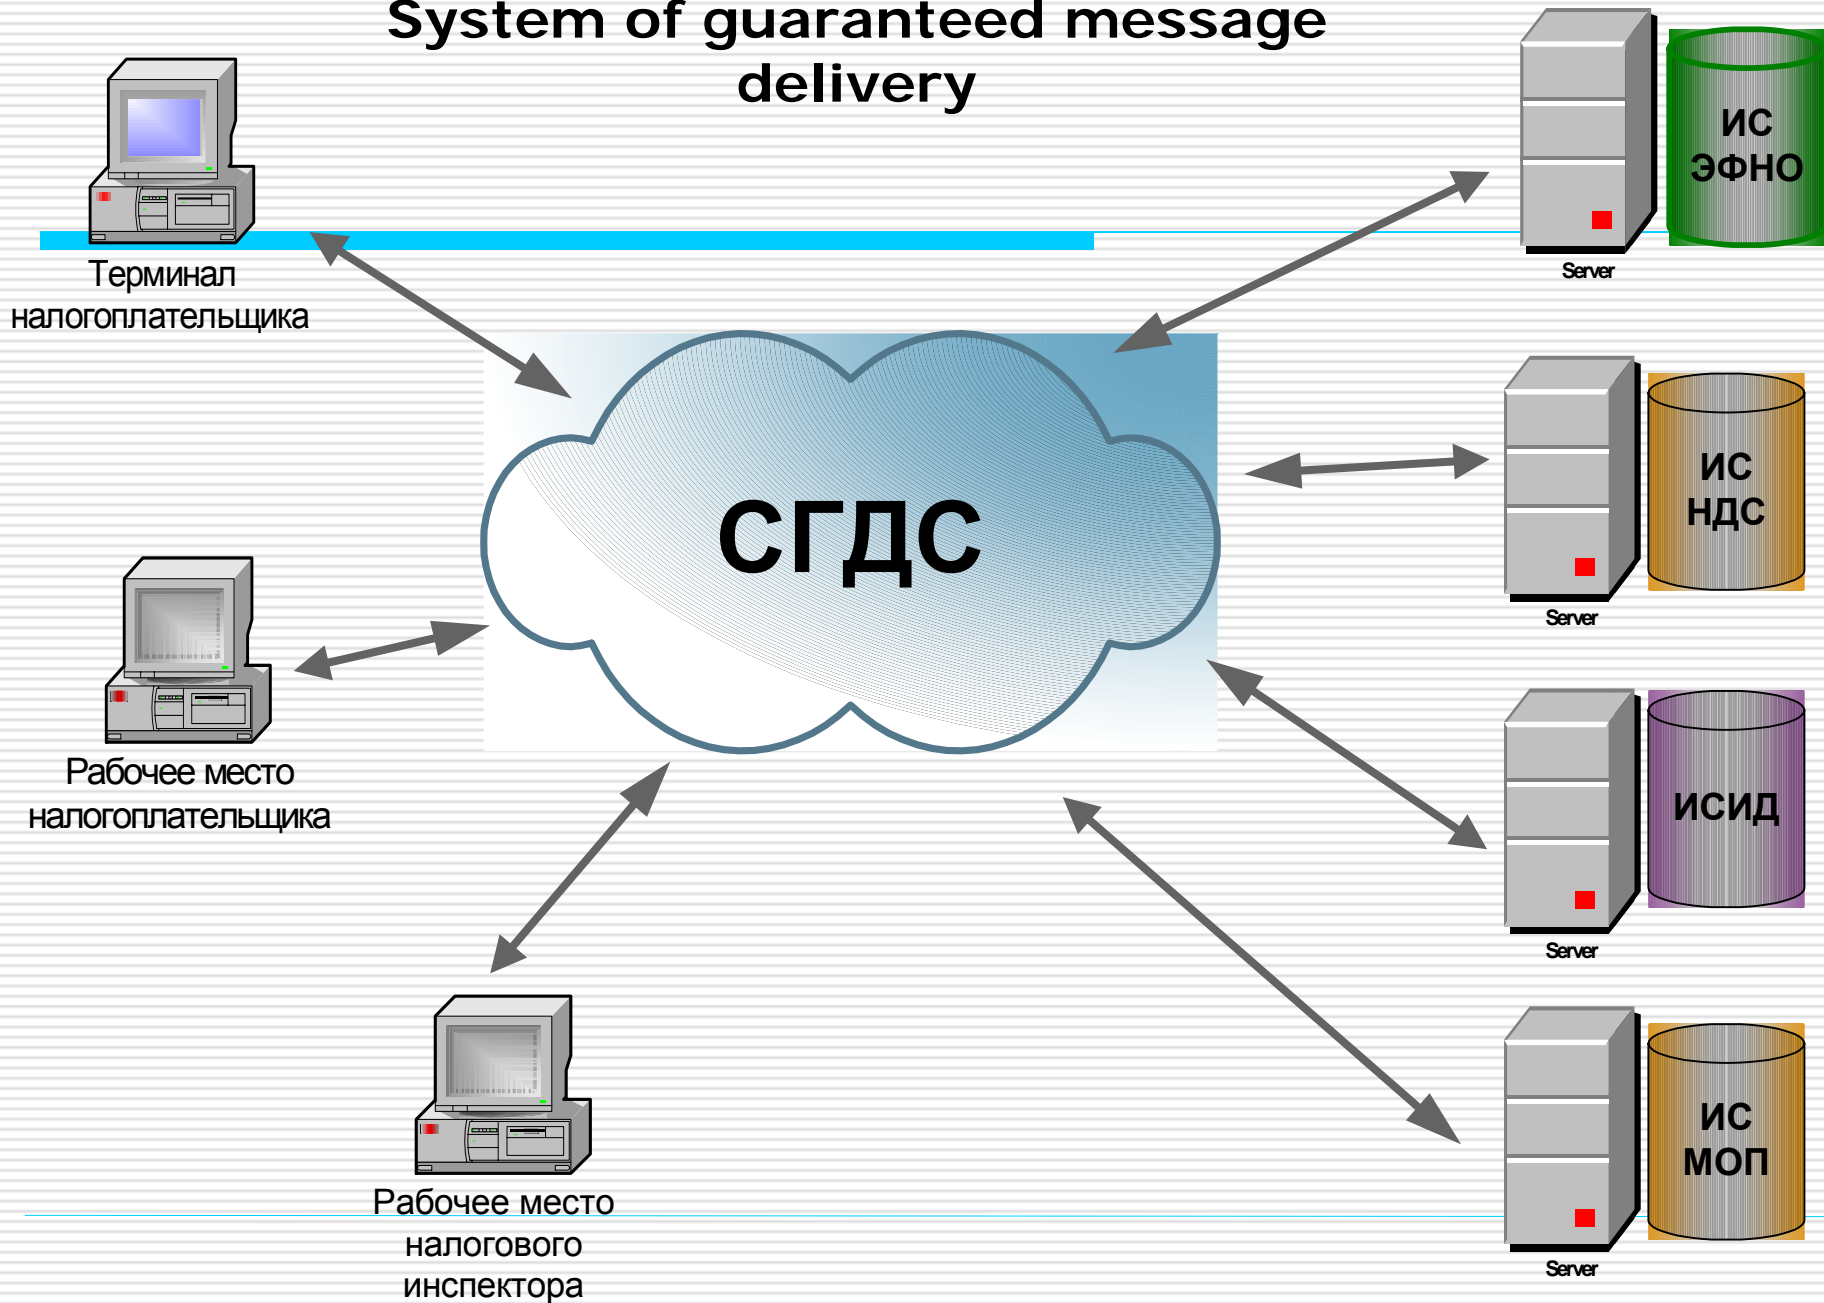 System of guaranteed message
delivery
ИС
ЭФНО
Server
Терминал
налогоплательщика
СГДС
ИС
НДС
Server
Рабочее место
налогоплательщика
ИСИД
Server
ИС
МОП
Server
Рабочее место
налогового
инспектора